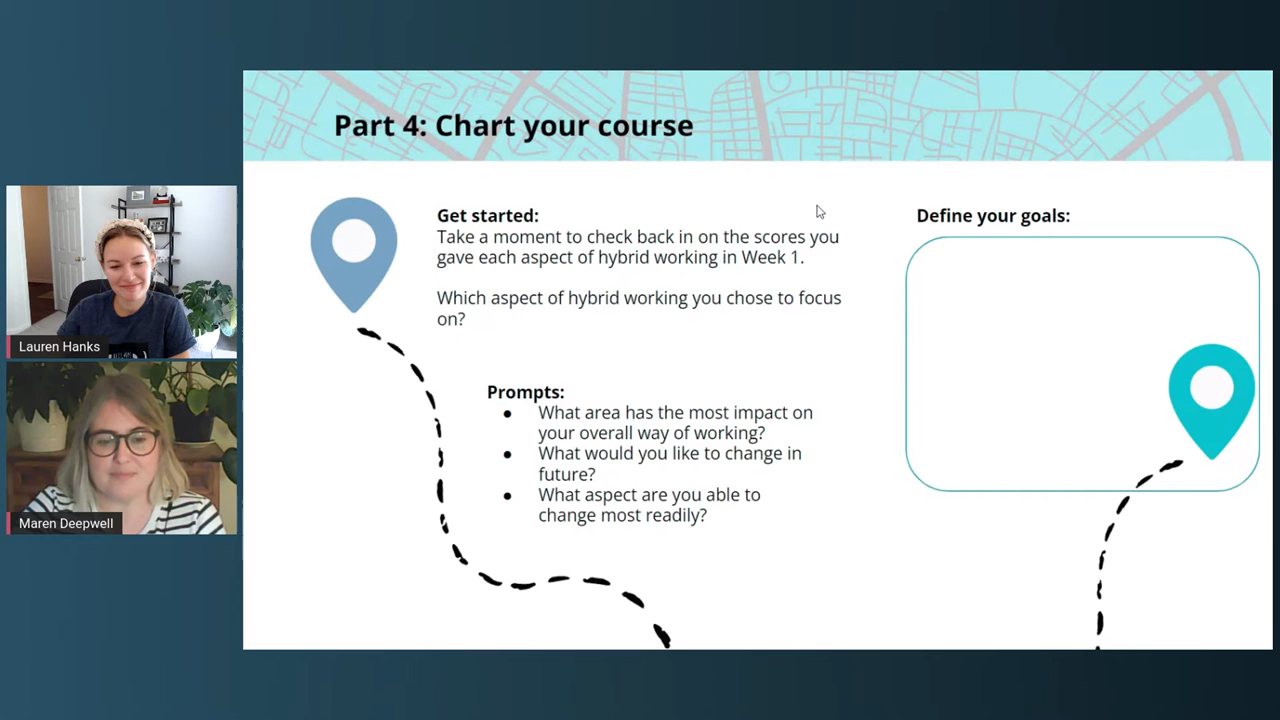 Part 4: Chart your course
Get started:
Take a moment to check back in on the scores you
gave each aspect of hybrid working in Week 1.
Which aspect of hybrid working you chose to focus
on?
Prompts:
● What area has the most impact on
your overall way of working?
● What would you like to change in
future?
● What aspect are you able to
change most readily?
Define your goals:
Lauren Hanks
Maren Deepwell